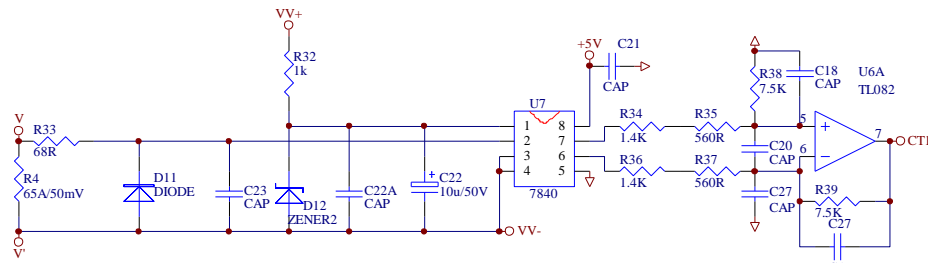 VV+
R32
1k
V
R33
68R
R4
65A/50mV
V'
D11
DIODE
C23
CAP
D12
ZENER2
C22A
CAP
+
C22
10u/50V
VV-
U7
1
2
3
4
8
7
6
5
7840
+5V
C21
CAP
R34
1.4K
R35
560R
R36
1.4K
R37
560R
R38
7.5K
C18
CAP
C20
CAP
C27
CAP
U6A
TL082
5
+
6
7
CT1
R39
7.5K
C27
CAP